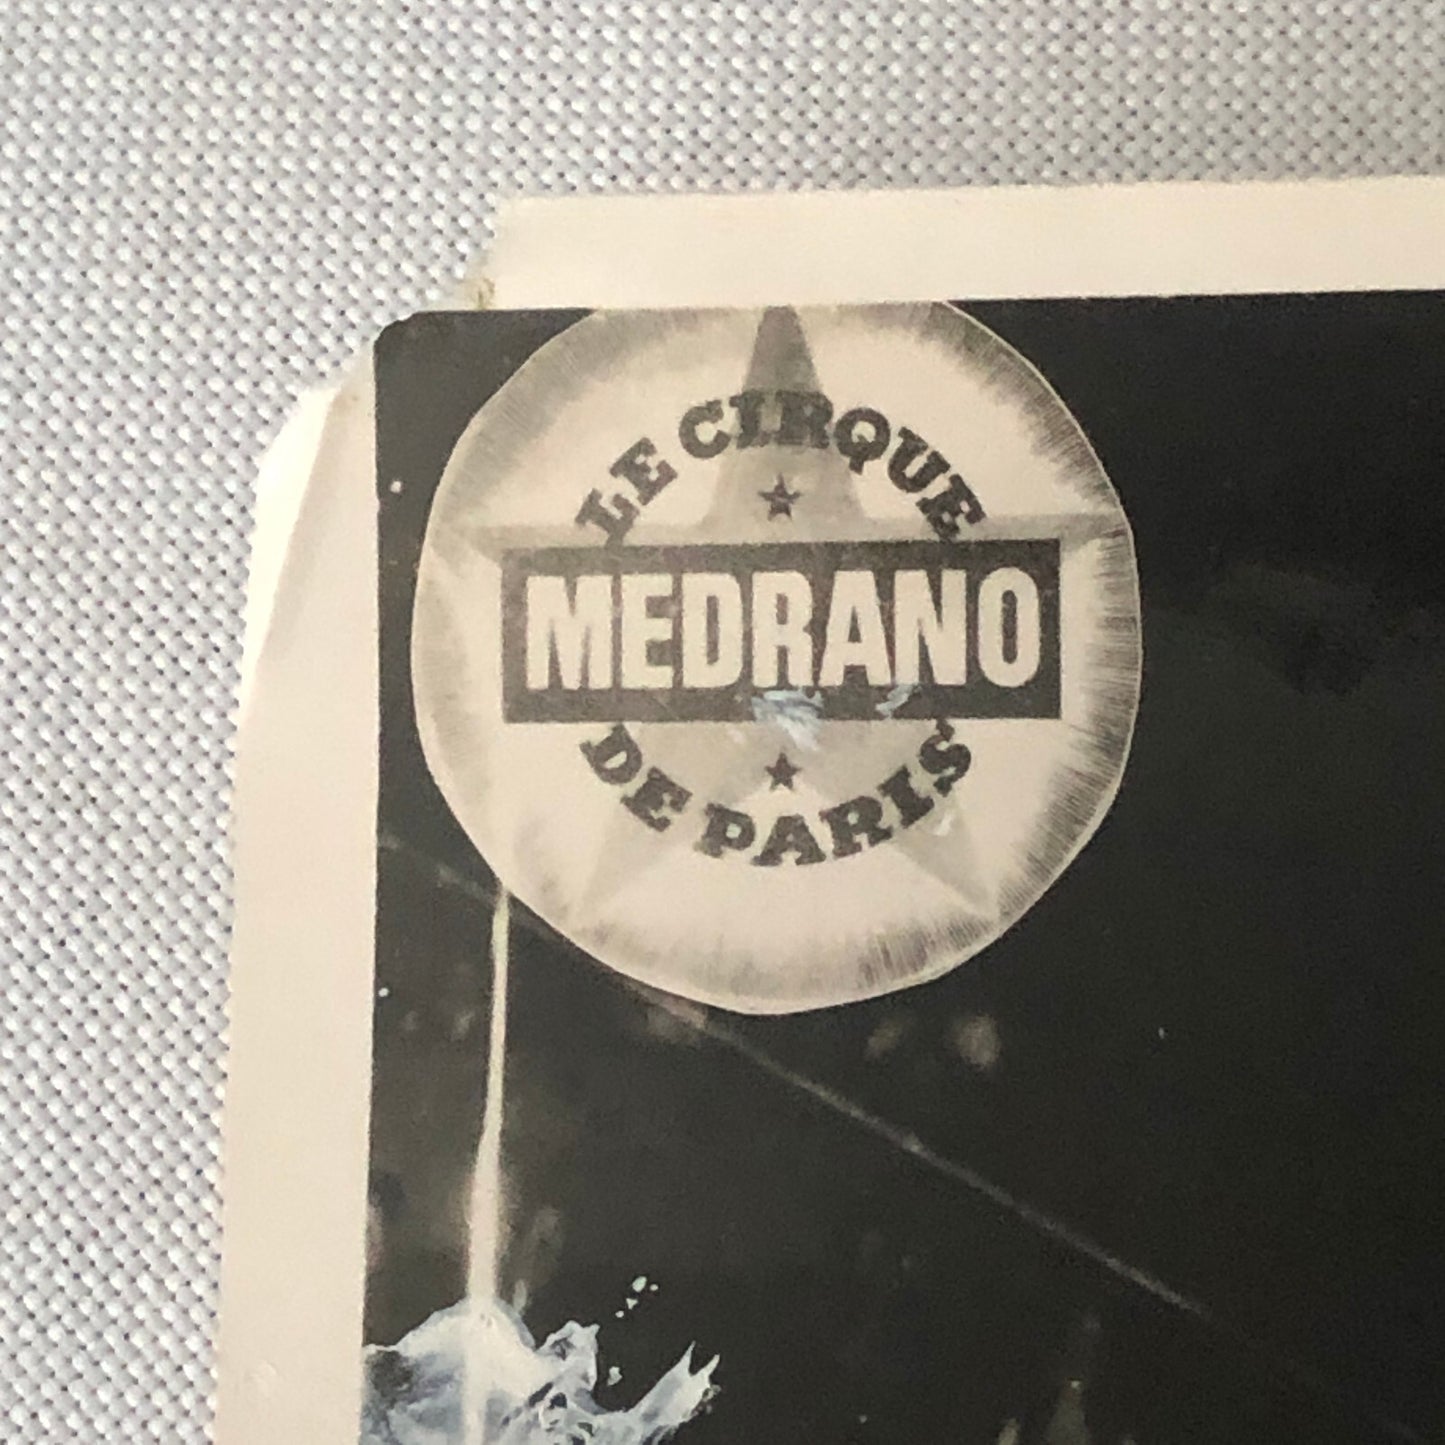 LE CIRQUE
MEDRANO
DE PARIS